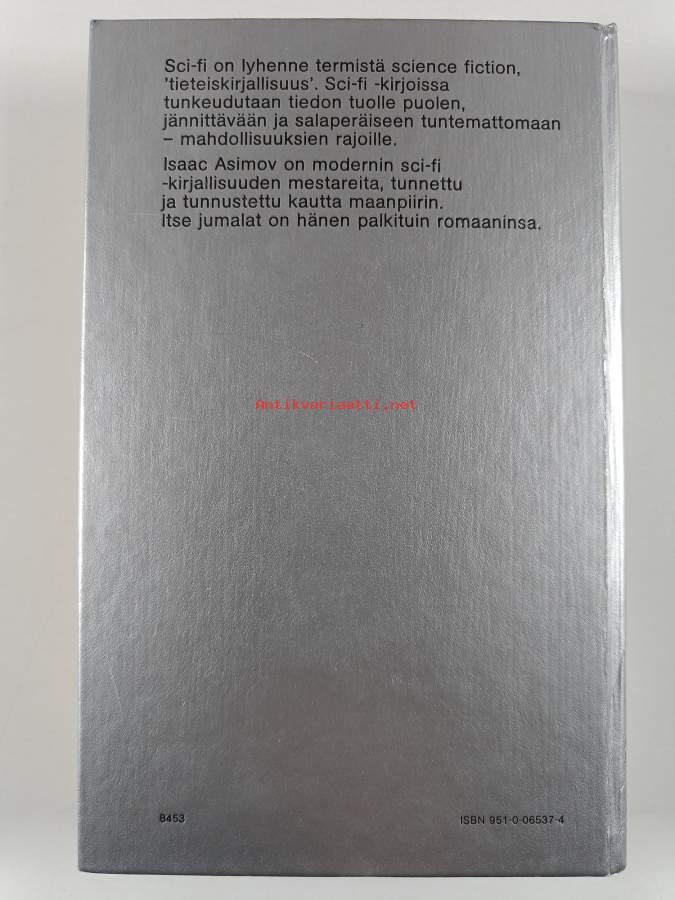 Sci-fi on lyhenne termistä science fiction,
'tieteiskirjallisuus'. Sci-fi -kirjoissa
tunkeudutaan tiedon tuolle puolen,
jännittävään ja salaperäiseen tuntemattomaan
– mahdollisuuksien rajoille.
Isaac Asimov on modernin sci-fi
-kirjallisuuden mestareita, tunnettu
ja tunnustettu kautta maanpiirin.
Itse jumalat on hänen palkituin romaaninsa.
Antikvariaatti.net
8453
ISBN 951-0-06537-4